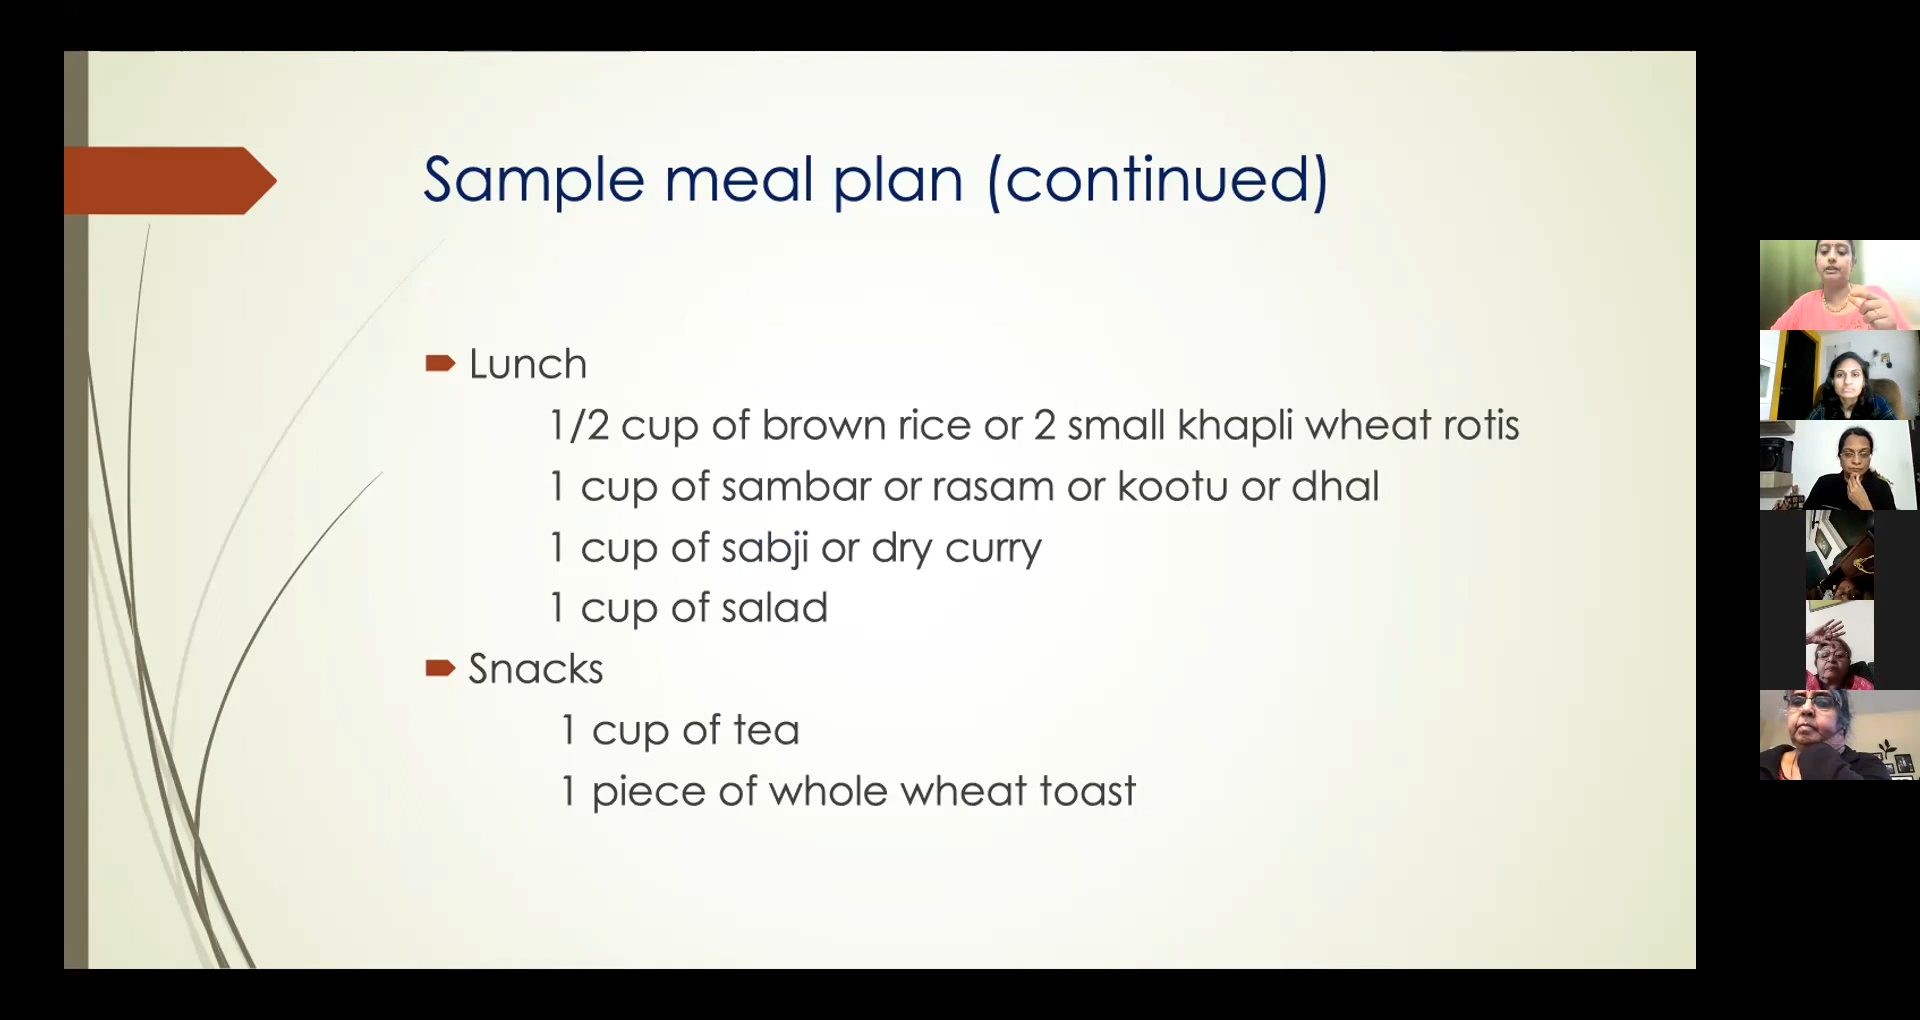 Sample meal plan (continued)
Lunch
1/2 cup of brown rice or 2 small khapli wheat rotis
1 cup of sambar or rasam or kootu or dhal
1 cup of sabji or dry curry
1 cup of salad
Snacks
1 cup of tea
1 piece of whole wheat toast